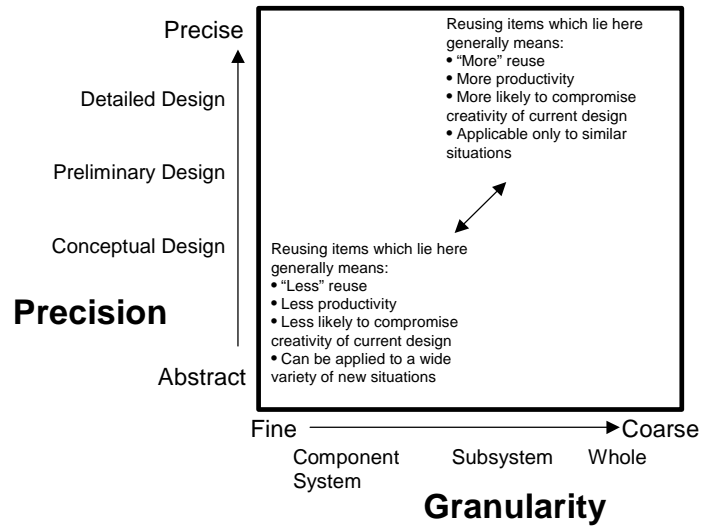 Precise
Detailed Design
Preliminary Design
Conceptual Design
Precision
Abstract
Reusing items which lie here
generally means:
• “More” reuse
• More productivity
• More likely to compromise
creativity of current design
• Applicable only to similar
situations
Reusing items which lie here
generally means:
• “Less” reuse
• Less productivity
• Less likely to compromise
creativity of current design
• Can be applied to a wide
variety of new situations
Fine
Coarse
Component Subsystem Whole
System
Granularity